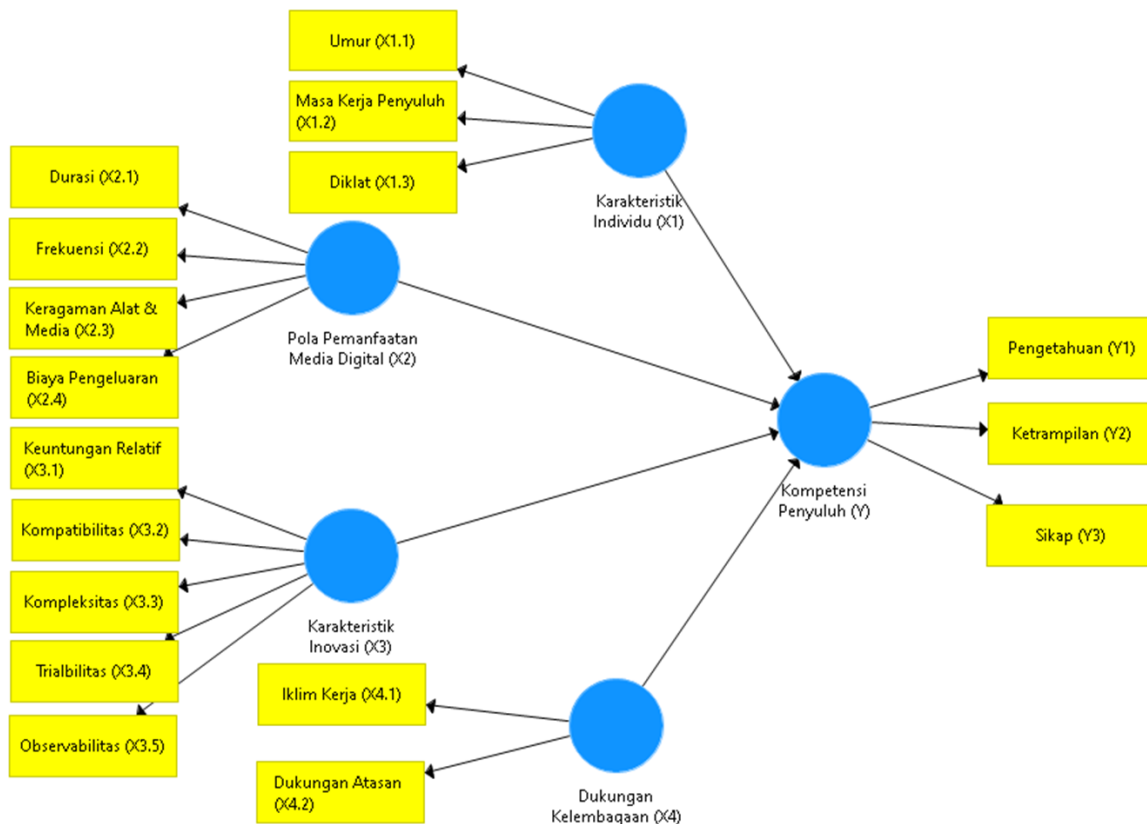 Umur (X1.1)
Masa Kerja Penyuluh
(X1.2)
Diklat (X1.3)
Karakteristik
Individu (X1)
Durasi (X2.1)
Frekuensi (X2.2)
Keragaman Alat &
Media (X2.3)
Biaya Pengeluaran
(X2.4)
Pola Pemanfaatan
Media Digital (X2)
Keuntungan Relatif
(X3.1)
Kompatibilitas (X3.2)
Kompleksitas (X3.3)
Trialbilitas (X3.4)
Observabilitas (X3.5)
Karakteristik
Inovasi (X3)
Iklim Kerja (X4.1)
Dukungan Atasan
(X4.2)
Dukungan
Kelembagaan (X4)
Kompetensi
Penyuluh (Y)
Pengetahuan (Y1)
Ketrampilan (Y2)
Sikap (Y3)